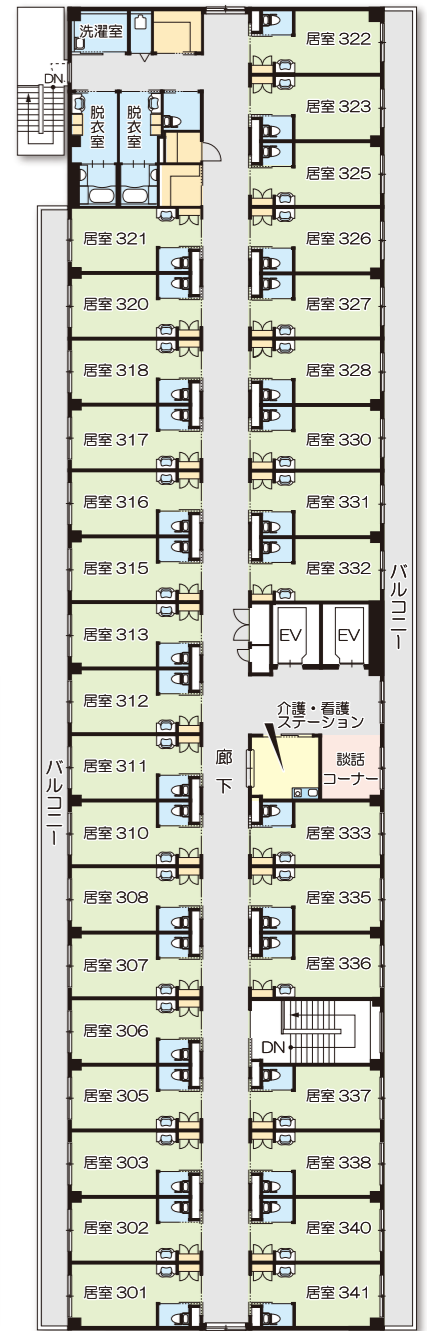 洗濯室
DN
脱衣室
脱衣室
居室 322
居室 323
居室 325
居室 321
居室 326
居室 320
居室 327
居室 318
居室 328
居室 317
居室 330
居室 316
居室 331
居室 315
居室 332
バルコニー
居室 313
EV
EV
居室 312
介護・看護
ステーション
廊下
談話
コーナー
バルコニー
居室 311
居室 310
居室 333
居室 308
居室 335
居室 307
居室 336
居室 306
DN
居室 305
居室 337
居室 303
居室 338
居室 302
居室 340
居室 301
居室 341